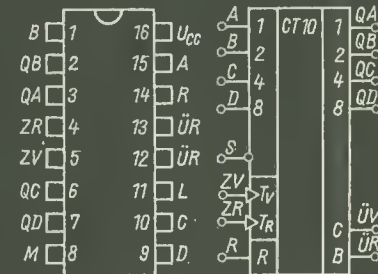 B 1 16 Ucc
QB 2 15 A
QA 3 14 R
ZR 4 13 ÜR
ZV 5 12 ÜR
QC 6 11 L
QD 7 10 C
M 8 9 D
A 1 CT10 1 QA
B 2 2 QB
C 4 4 QC
D 8 8 QD
S
ZV TV
ZR TR
C ÜV
R R B ÜR